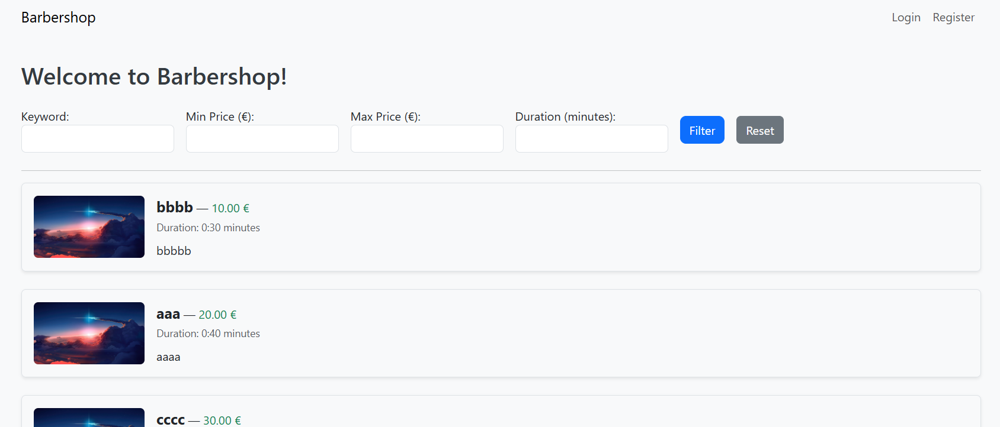 Barbershop
Login Register
Welcome to Barbershop!
Keyword: Min Price (€): Max Price (€): Duration (minutes):
Filter Reset
bbbb — 10.00 €
Duration: 0:30 minutes
bbbbb
aaa — 20.00 €
Duration: 0:40 minutes
aaaa
cccc — 30.00 €